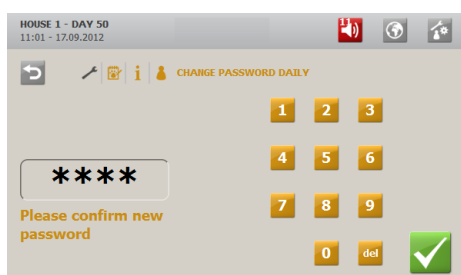 HOUSE 1 - DAY 50
11:01 - 17.09.2012
11
i
CHANGE PASSWORD DAILY
1 2 3
4 5 6
****
7 8 9
Please confirm new
password
0 del